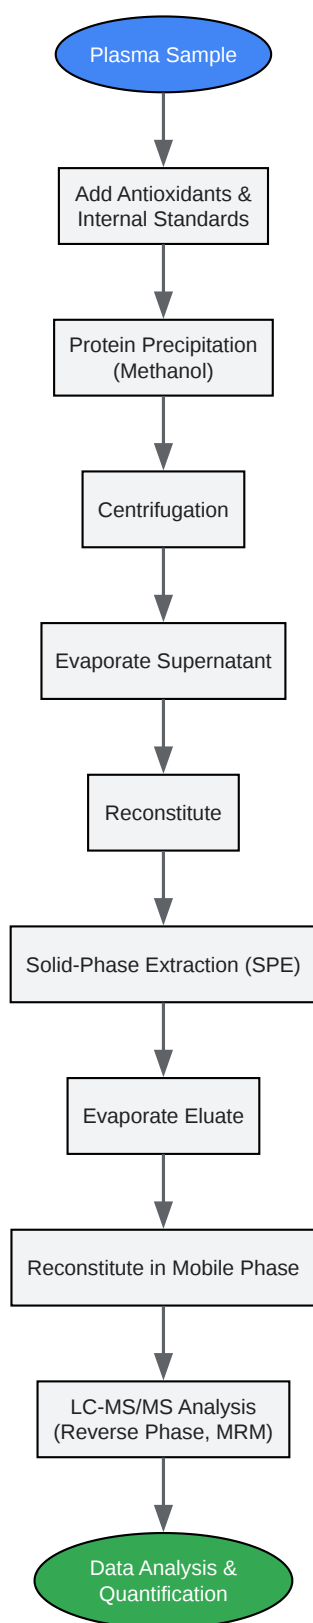 Plasma Sample
Add Antioxidants &
Internal Standards
Protein Precipitation
(Methanol)
Centrifugation
Evaporate Supernatant
Reconstitute
Solid-Phase Extraction (SPE)
Evaporate Eluate
Reconstitute in Mobile Phase
LC-MS/MS Analysis
(Reverse Phase, MRM)
Data Analysis &
Quantification